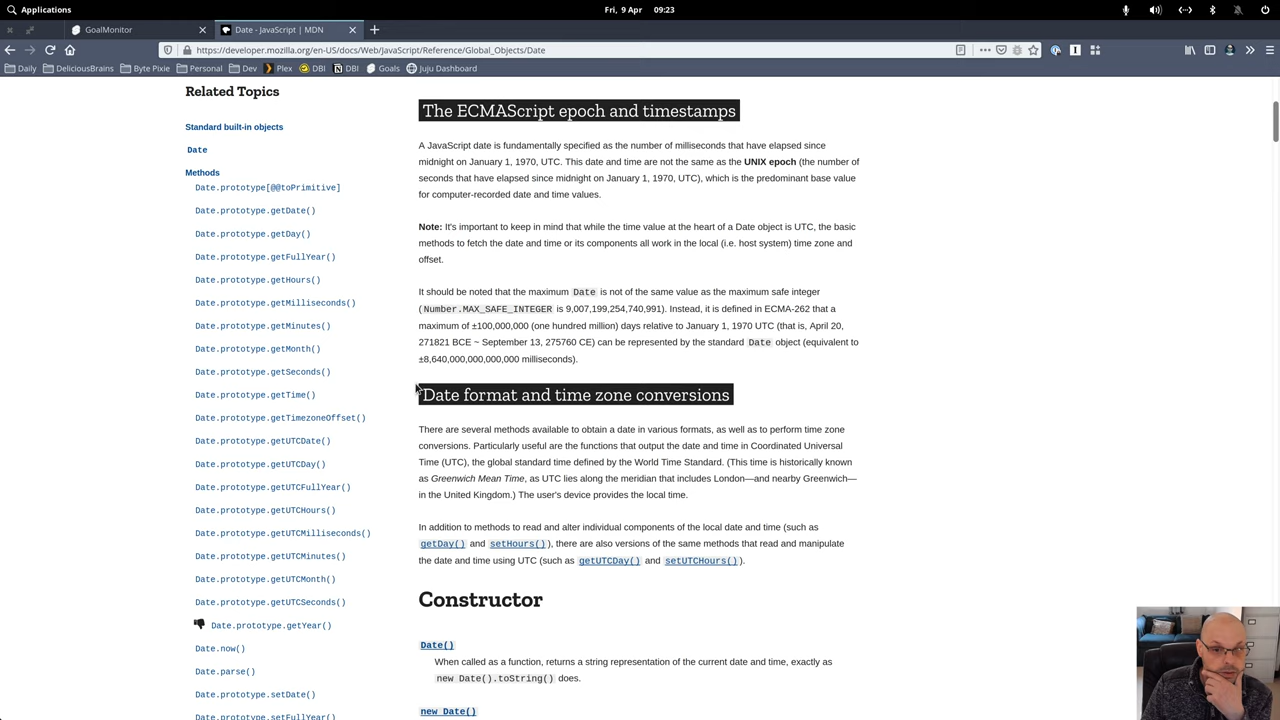 Applications
Fri, 9 Apr 09:23
GoalMonitor
Date - JavaScript | MDN
https://developer.mozilla.org/en-US/docs/Web/JavaScript/Reference/Global_Objects/Date
Daily DeliciousBrains Byte Pixie Personal Dev Plex DBI DBI Goals Juju Dashboard
Related Topics
Standard built-in objects
Date
Methods
Date.prototype[@@toPrimitive]
Date.prototype.getDate()
Date.prototype.getDay()
Date.prototype.getFullYear()
Date.prototype.getHours()
Date.prototype.getMilliseconds()
Date.prototype.getMinutes()
Date.prototype.getMonth()
Date.prototype.getSeconds()
Date.prototype.getTime()
Date.prototype.getTimezoneOffset()
Date.prototype.getUTCDate()
Date.prototype.getUTCDay()
Date.prototype.getUTCFullYear()
Date.prototype.getUTCHours()
Date.prototype.getUTCMilliseconds()
Date.prototype.getUTCMinutes()
Date.prototype.getUTCMonth()
Date.prototype.getUTCSeconds()
Date.prototype.getYear()
Date.now()
Date.parse()
Date.prototype.setDate()
Date.prototype.setFullYear()
The ECMAScript epoch and timestamps
A JavaScript date is fundamentally specified as the number of milliseconds that have elapsed since
midnight on January 1, 1970, UTC. This date and time are not the same as the UNIX epoch (the number of
seconds that have elapsed since midnight on January 1, 1970, UTC), which is the predominant base value
for computer-recorded date and time values.
Note: It's important to keep in mind that while the time value at the heart of a Date object is UTC, the basic
methods to fetch the date and time or its components all work in the local (i.e. host system) time zone and
offset.
It should be noted that the maximum Date is not of the same value as the maximum safe integer
(Number.MAX_SAFE_INTEGER is 9,007,199,254,740,991). Instead, it is defined in ECMA-262 that a
maximum of ±100,000,000 (one hundred million) days relative to January 1, 1970 UTC (that is, April 20,
271821 BCE ~ September 13, 275760 CE) can be represented by the standard Date object (equivalent to
±8,640,000,000,000,000 milliseconds).
Date format and time zone conversions
There are several methods available to obtain a date in various formats, as well as to perform time zone
conversions. Particularly useful are the functions that output the date and time in Coordinated Universal
Time (UTC), the global standard time defined by the World Time Standard. (This time is historically known
as Greenwich Mean Time, as UTC lies along the meridian that includes London—and nearby Greenwich—
in the United Kingdom.) The user's device provides the local time.
In addition to methods to read and alter individual components of the local date and time (such as
getDay() and setHours()), there are also versions of the same methods that read and manipulate
the date and time using UTC (such as getUTCDay() and setUTCHours()).
Constructor
Date()
When called as a function, returns a string representation of the current date and time, exactly as
new Date().toString() does.
new Date()